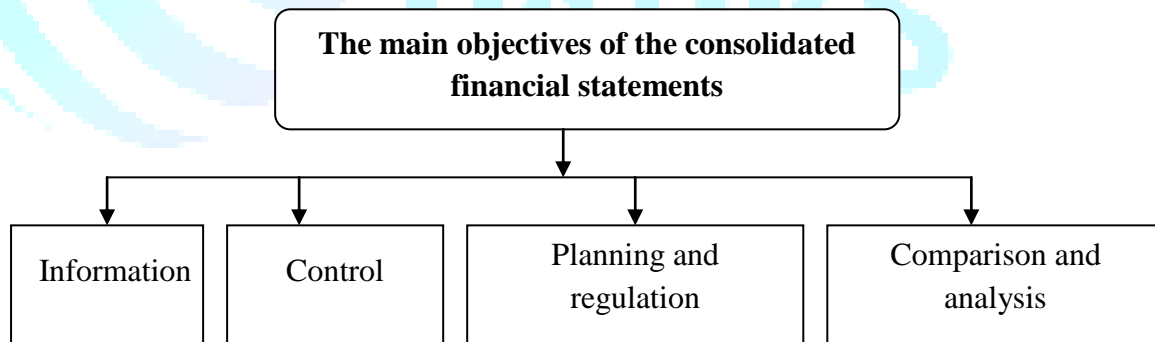 The main objectives of the consolidated
financial statements
Information
Control
Planning and
regulation
Comparison and
analysis